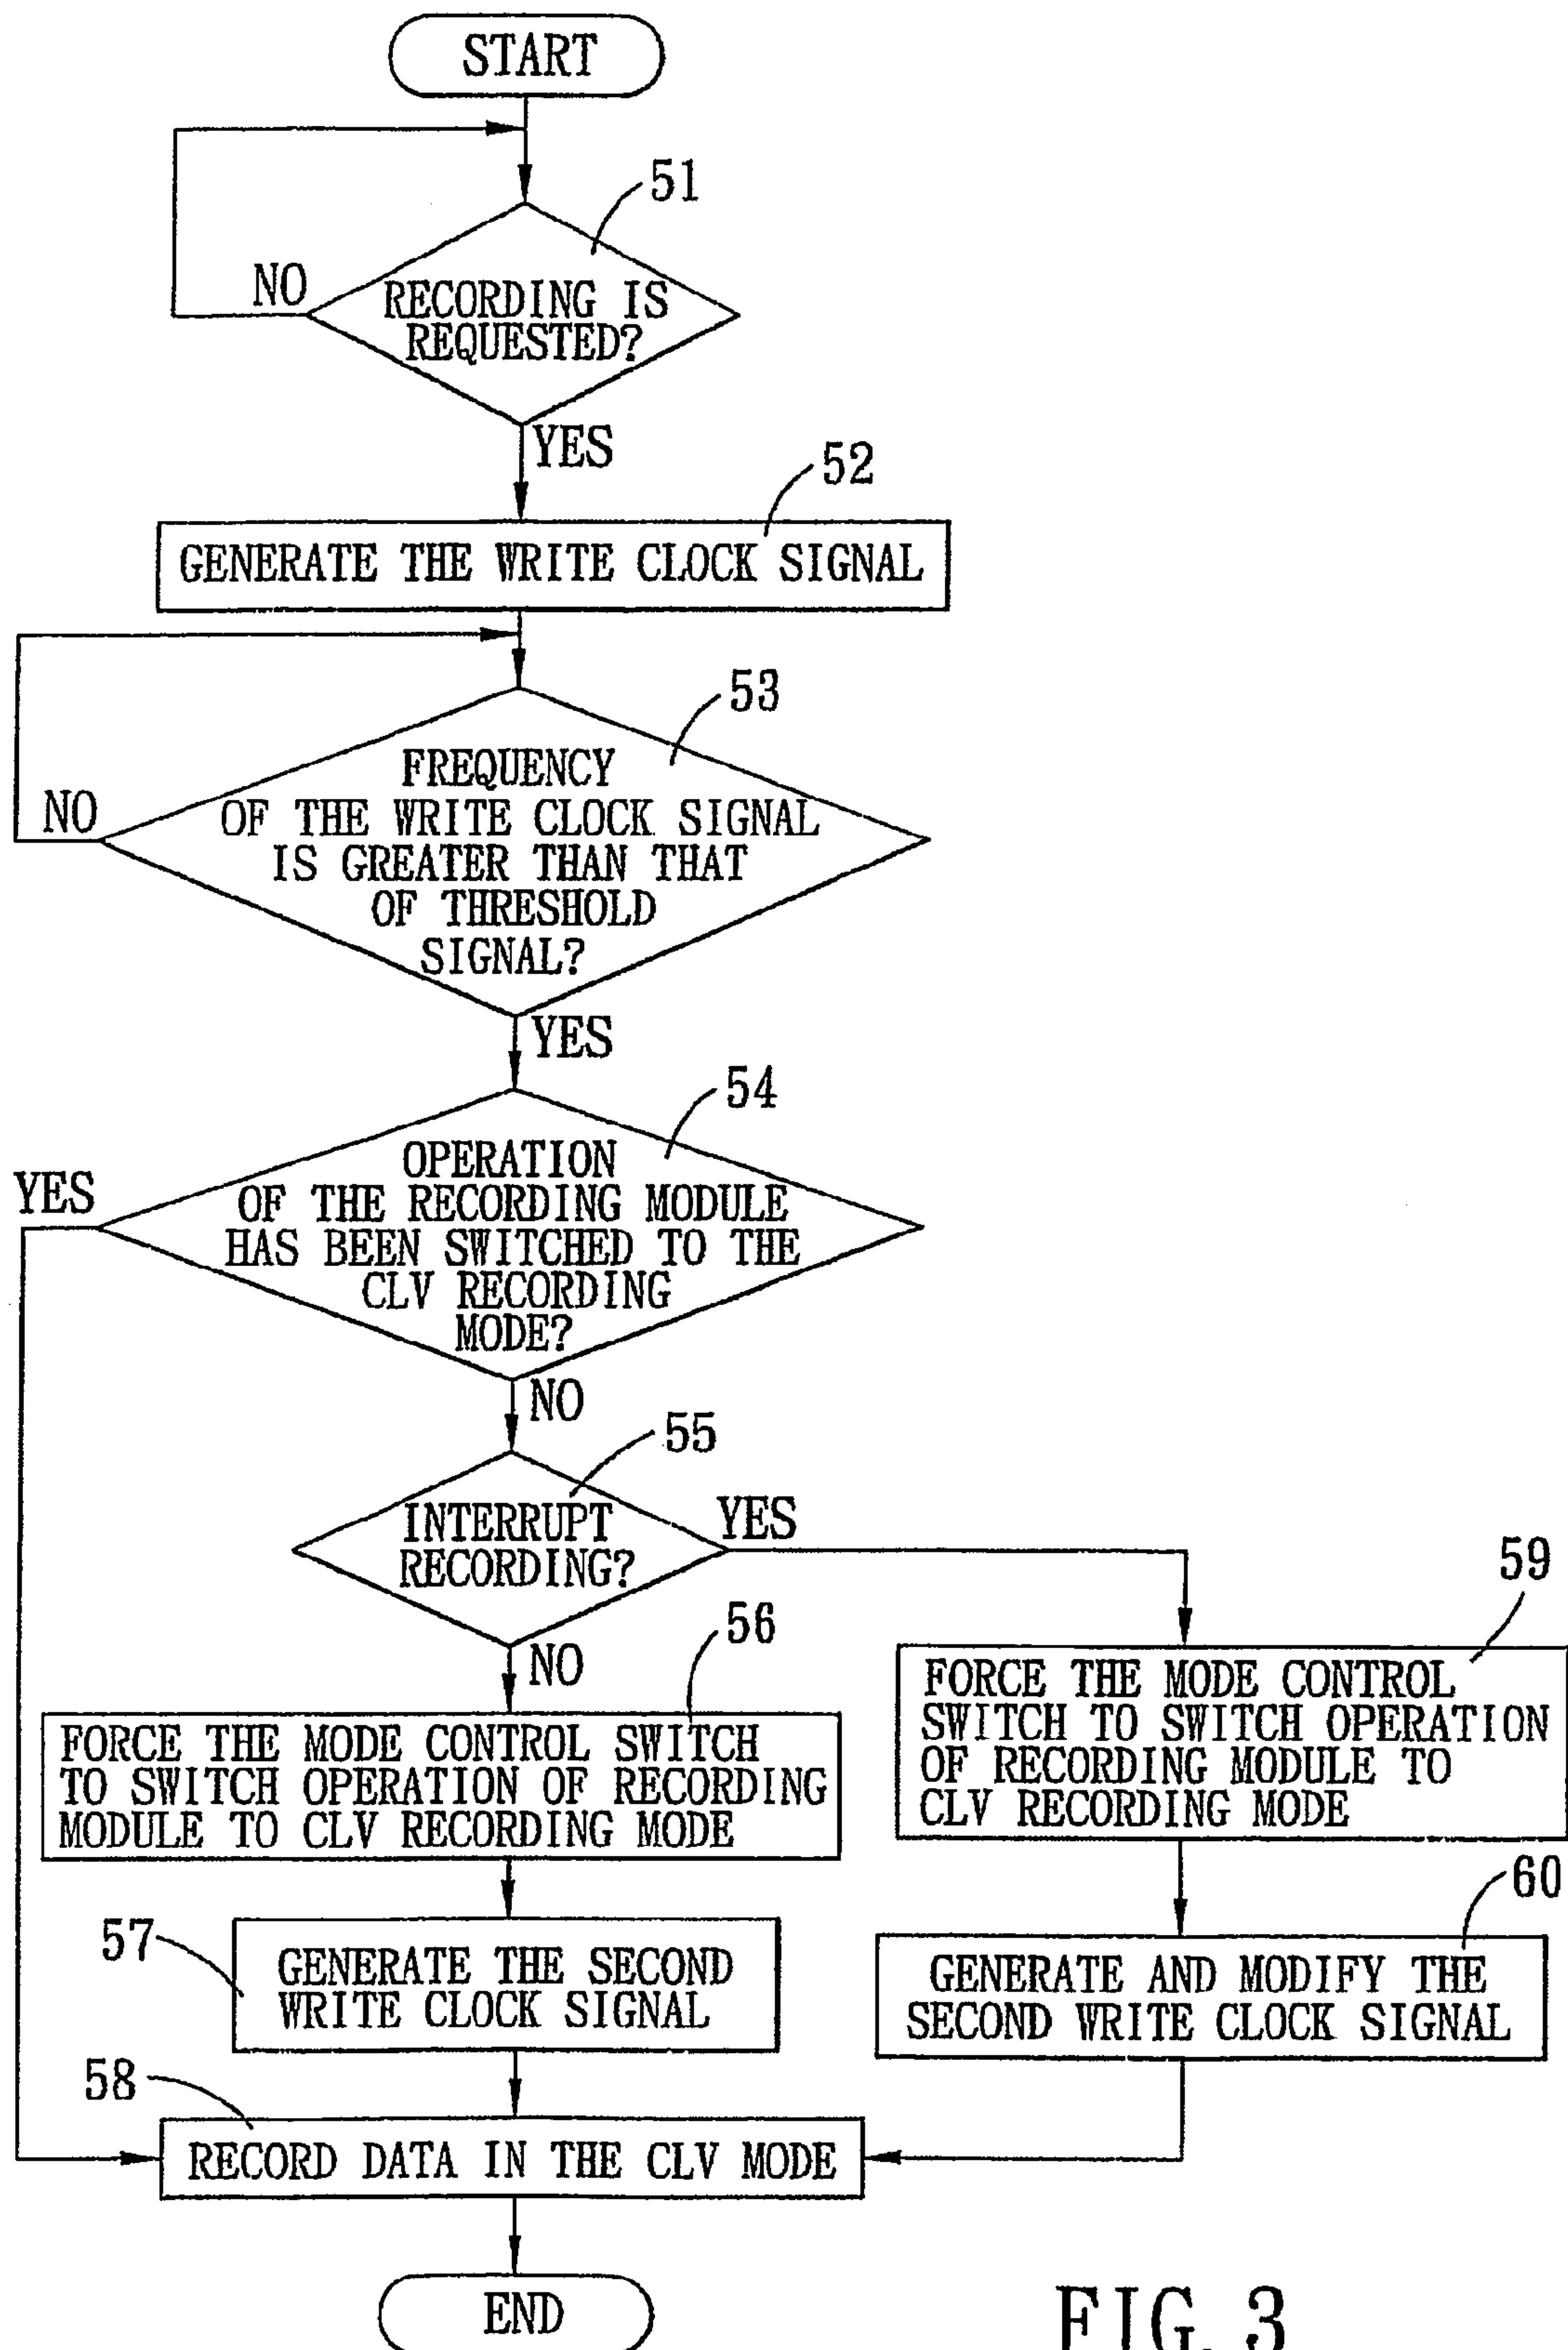 START
51
NO
RECORDING IS
REQUESTED?
YES
52
GENERATE THE WRITE CLOCK SIGNAL
53
NO
FREQUENCY
OF THE WRITE CLOCK SIGNAL
IS GREATER THAN THAT
OF THRESHOLD
SIGNAL?
YES
54
YES
OPERATION
OF THE RECORDING MODULE
HAS BEEN SWITCHED TO THE
CLV RECORDING
MODE?
NO
55
INTERRUPT
RECORDING?
YES
NO
56
FORCE THE MODE CONTROL SWITCH
TO SWITCH OPERATION OF RECORDING
MODULE TO CLV RECORDING MODE
59
FORCE THE MODE CONTROL
SWITCH TO SWITCH OPERATION
OF RECORDING MODULE TO
CLV RECORDING MODE
57
GENERATE THE SECOND
WRITE CLOCK SIGNAL
60
GENERATE AND MODIFY THE
SECOND WRITE CLOCK SIGNAL
58
RECORD DATA IN THE CLV MODE
END
FIG. 3